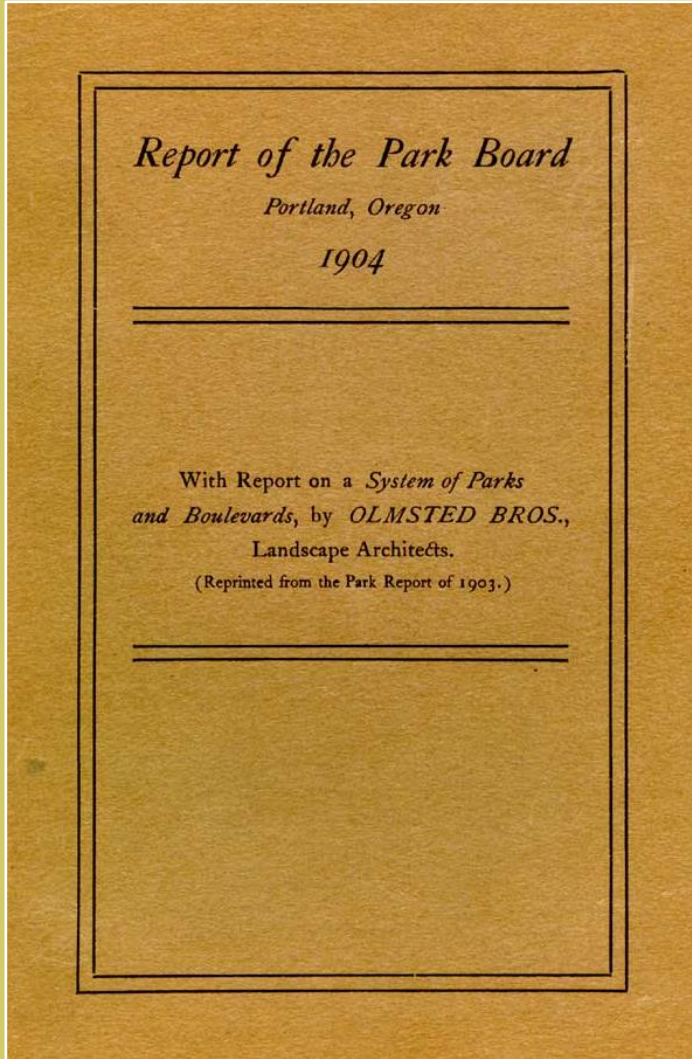 Report of the Park Board
Portland, Oregon
1904
With Report on a System of Parks
and Boulevards, by OLMSTED BROS.,
Landscape Architects.
(Reprinted from the Park Report of 1903.)